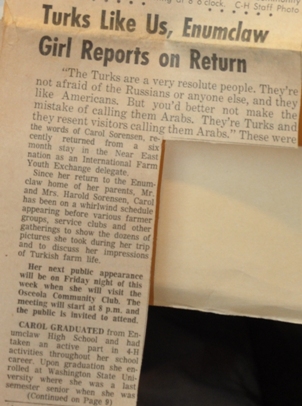 8 o'clock. C-H Staff Photo
Turks Like Us, Enumclaw
Girl Reports on Return
"The Turks are a very resolute people. They're
not afraid of the Russians or anyone else, and they
like Americans. But you'd better not make the
mistake of calling them Arabs. They're Turks and
they resent visitors calling them Arabs." These were
the words of Carol Sorensen, re-
cently returned from a six
month stay in the Near East
nation as an International Farm
Youth Exchange delegate.
Since her return to the Enum-
claw home of her parents, Mr.
and Mrs. Harold Sorensen, Carol
has been on a whirlwind schedule
appearing before various farmer
groups, service clubs and other
gatherings to show the dozens of
pictures she took during her trip
and to discuss her impressions
of Turkish farm life.
Her next public appearance
will be on Friday night of this
week when she will visit the
Osceola Community Club. The
meeting will start at 8 p.m. and
the public is invited to attend.
CAROL GRADUATED from En-
umclaw High School and had
taken an active part in 4-H
activities throughout her school
career. Upon graduation she en-
rolled at Washington State Uni-
versity where she was a last
semester senior when she was
(Continued on Page 8)